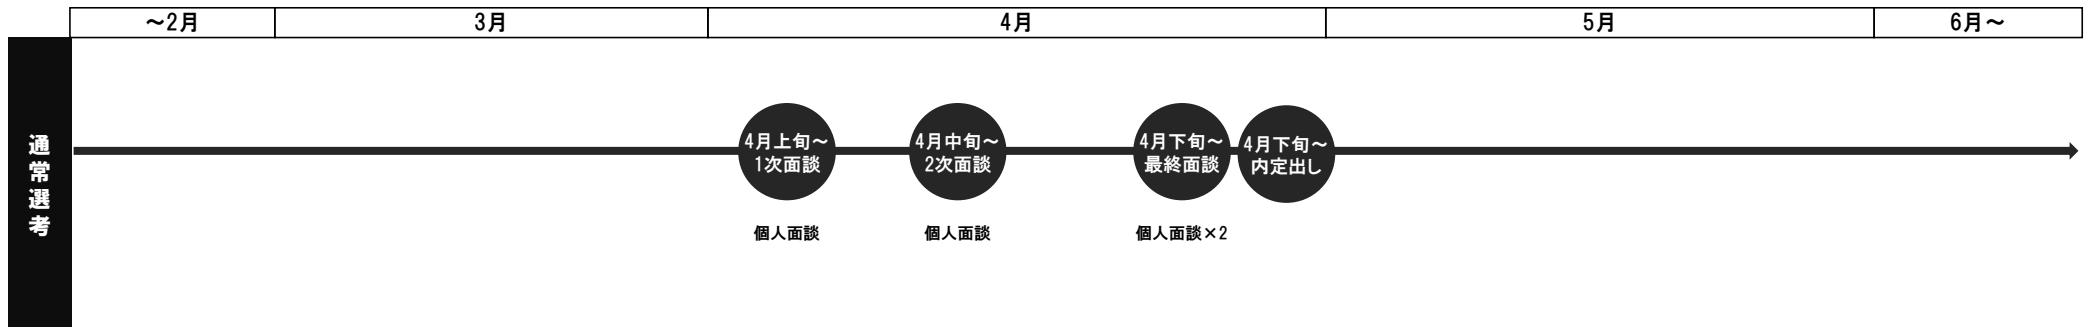 ～2月
3月
4月
5月
6月～
通常選考
4月上旬～
1次面談
4月中旬～
2次面談
4月下旬～
最終面談
4月下旬～
内定出し
個人面談
個人面談
個人面談×2